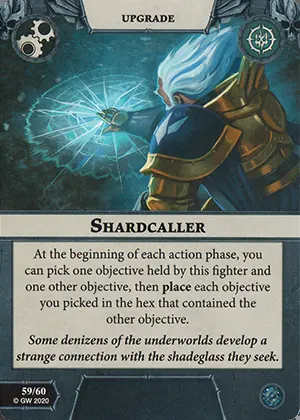 UPGRADE
SHARDCALLER
At the beginning of each action phase, you
can pick one objective held by this fighter and
one other objective, then place each objective
you picked in the hex that contained the
other objective.
Some denizens of the underworlds develop a
strange connection with the shadeglass they seek.
59/60
© GW 2020